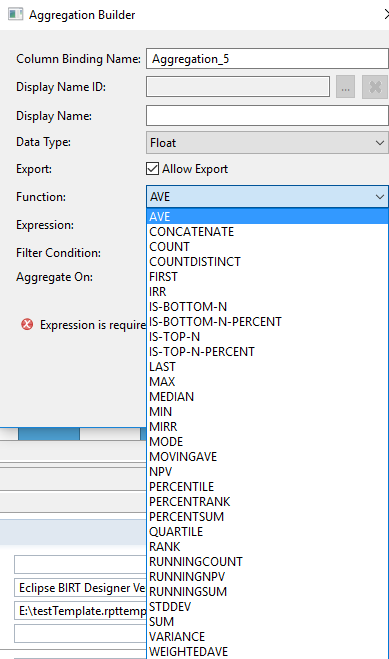 Aggregation Builder
Column Binding Name: Aggregation_5
Display Name ID: ...
Display Name:
Data Type: Float
Export: Allow Export
Function: AVE
Expression:
Filter Condition:
Aggregate On:
Expression is require
AVE
CONCATENATE
COUNT
COUNTDISTINCT
FIRST
IRR
IS-BOTTOM-N
IS-BOTTOM-N-PERCENT
IS-TOP-N
IS-TOP-N-PERCENT
LAST
MAX
MEDIAN
MIN
MIRR
MODE
MOVINGAVE
NPV
PERCENTILE
PERCENTRANK
PERCENTSUM
QUARTILE
RANK
RUNNINGCOUNT
RUNNINGNPV
RUNNINGSUM
STDDEV
SUM
VARIANCE
WEIGHTEDAVE
Eclipse BIRT Designer Ve
E:\testTemplate.rpttemp